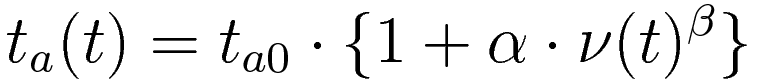 t_a(t) = t_{a0} · {1 + α · ν(t)^β}